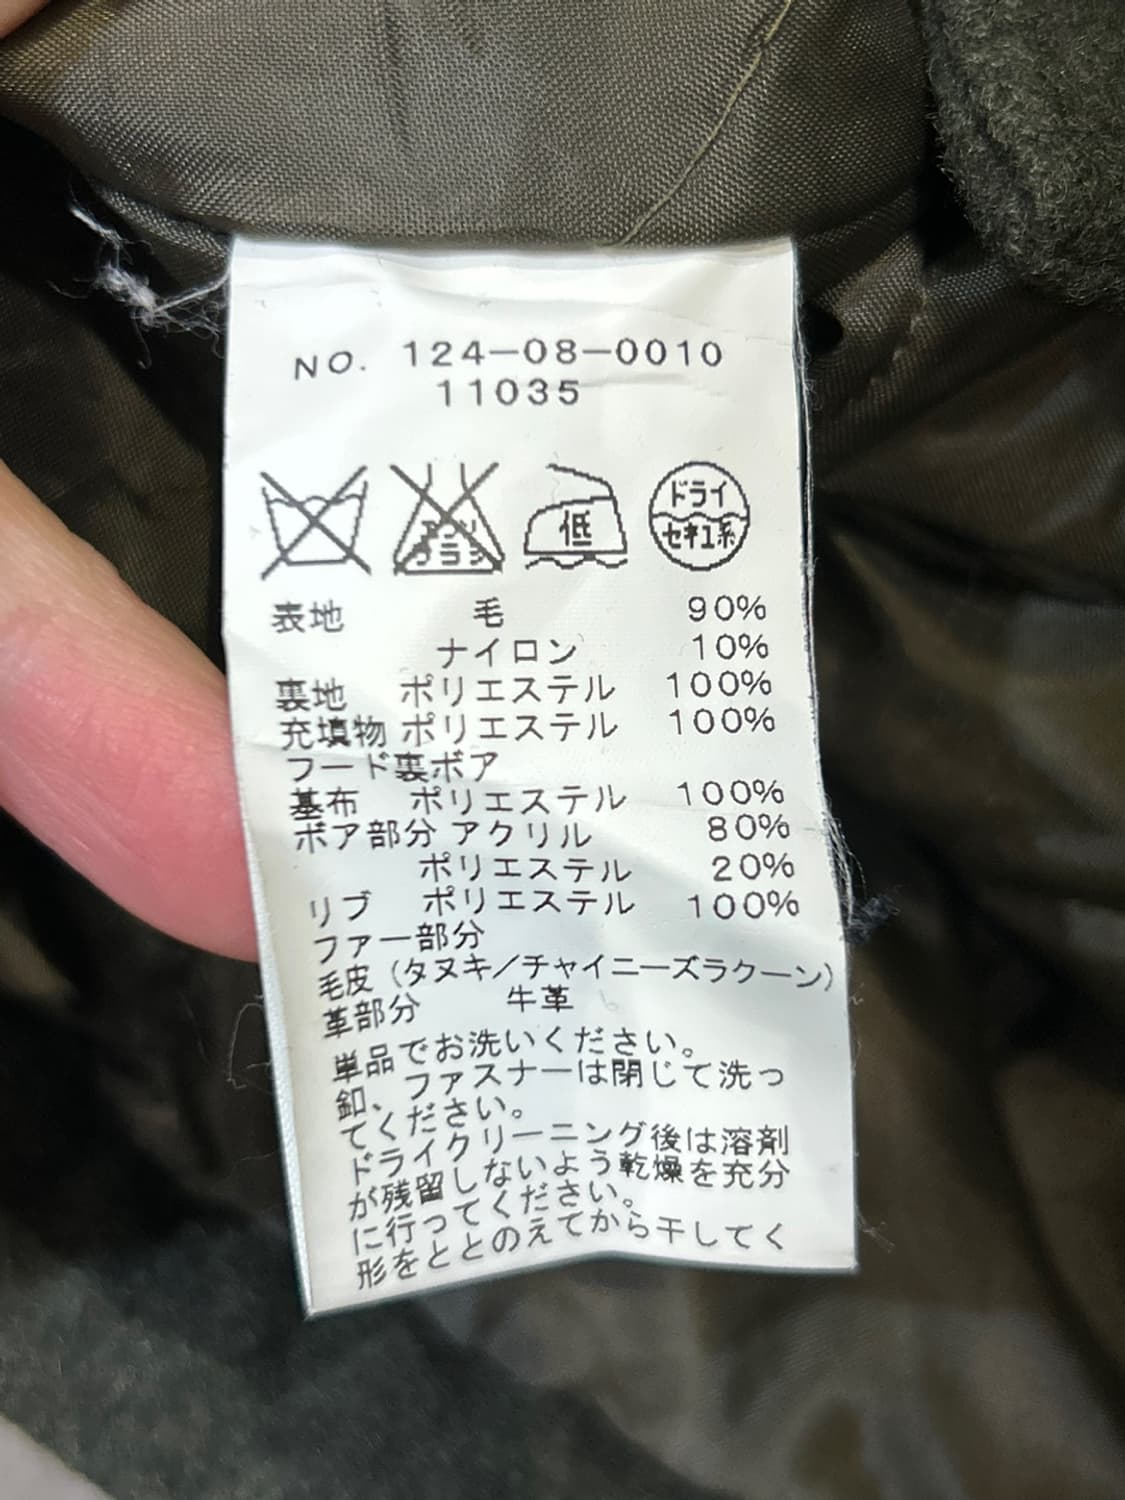 NO. 124-08-0010
11035
ドライ
セキユ系
低
エンソ
サラシ
表地 毛 90%
ナイロン 10%
裏地 ポリエステル 100%
充填物 ポリエステル 100%
フード裏ボア
基布 ポリエステル 100%
ボア部分 アクリル 80%
ポリエステル 20%
リブ ポリエステル 100%
ファー部分
毛皮(タヌキ/チャイニーズラクーン)
革部分 牛革
単品でお洗いください。
釦、ファスナーは閉じて洗っ
てください。
ドライクリーニング後は溶剤
が残留しないよう乾燥を充分
に行ってください。
形をととのえてから干してく